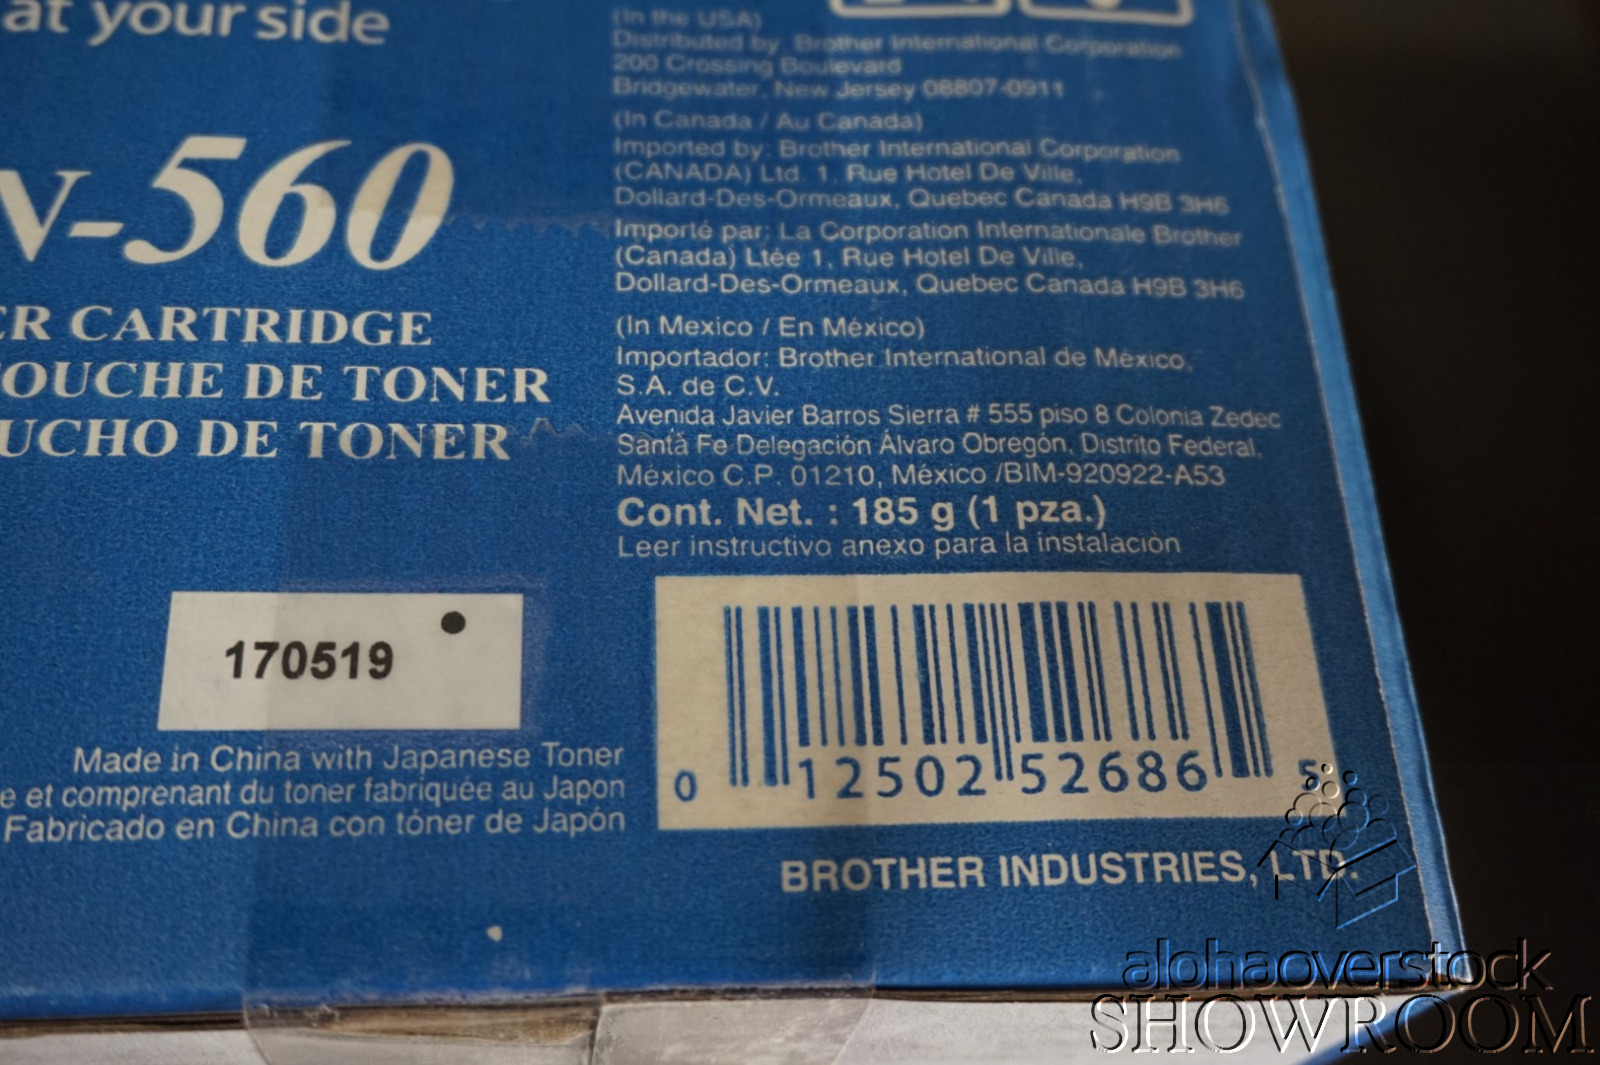 at your side
N-560
ER CARTRIDGE
TOUCHE DE TONER
UCHO DE TONER
(In the USA)
Distributed by: Brother International Corporation
200 Crossing Boulevard
Bridgewater, New Jersey 08807-0911
(In Canada / Au Canada)
Imported by: Brother International Corporation
(CANADA) Ltd. 1, Rue Hotel De Ville,
Dollard-Des-Ormeaux, Quebec Canada H9B 3H6
Importé par: La Corporation Internationale Brother
(Canada) Ltée 1, Rue Hotel De Ville,
Dollard-Des-Ormeaux, Quebec Canada H9B 3H6
(In Mexico / En México)
Importador: Brother International de México,
S.A. de C.V.
Avenida Javier Barros Sierra # 555 piso 8 Colonia Zedec
Santa Fe Delegación Álvaro Obregón, Distrito Federal,
México C.P. 01210, México /BIM-920922-A53
Cont. Net. : 185 g (1 pza.)
Leer instructivo anexo para la instalación
170519
Made in China with Japanese Toner
e et comprenant du toner fabriquée au Japon
Fabricado en China con tóner de Japón
0 12502 52686 5
BROTHER INDUSTRIES, LTD.
alohaoverstock
SHOWROOM